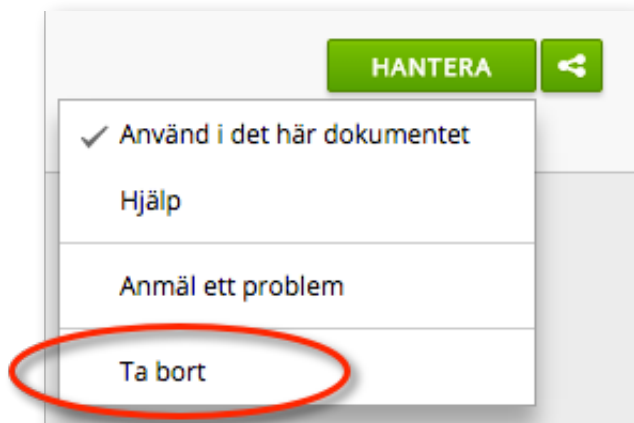 HANTERA
Använd i det här dokumentet
Hjälp
Anmäl ett problem
Ta bort